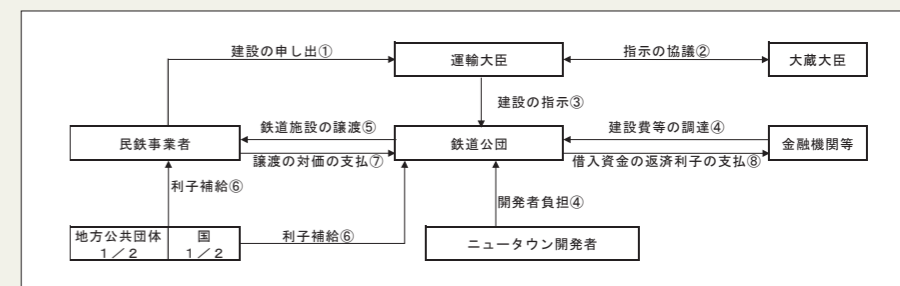 建設の申し出①
運輸大臣
指示の協議②
大蔵大臣
建設の指示③
民鉄事業者
鉄道施設の譲渡⑤
鉄道公団
建設費等の調達④
金融機関等
譲渡の対価の支払⑦
借入資金の返済利子の支払⑧
利子補給⑥
開発者負担④
地方公共団体
1/2
国
1/2
利子補給⑥
ニュータウン開発者